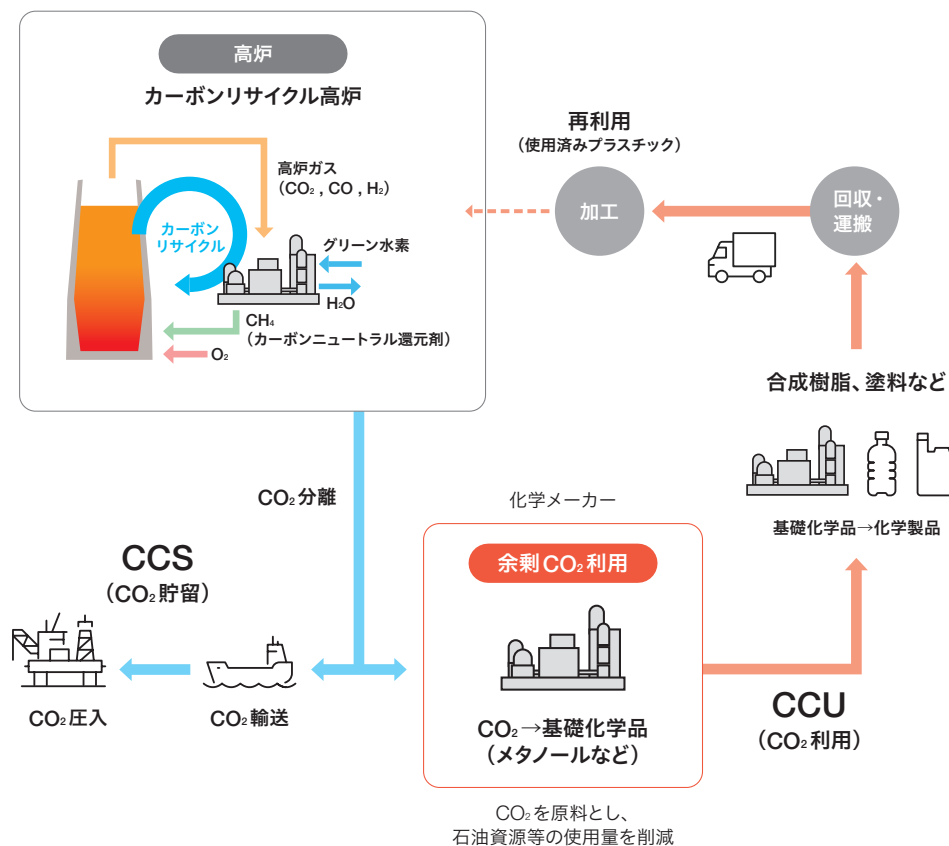 高炉
カーボンリサイクル高炉
高炉ガス
（CO₂ , CO , H₂）
カーボン
リサイクル
グリーン水素
H₂O
CH₄
（カーボンニュートラル還元剤）
O₂
再利用
（使用済みプラスチック）
加工
回収・
運搬
合成樹脂、塗料など
基礎化学品→化学製品
CO₂分離
CCS
（CO₂貯留）
CO₂圧入
CO₂輸送
化学メーカー
余剰CO₂利用
CO₂→基礎化学品
（メタノールなど）
CO₂を原料とし、
石油資源等の使用量を削減
CCU
（CO₂利用）